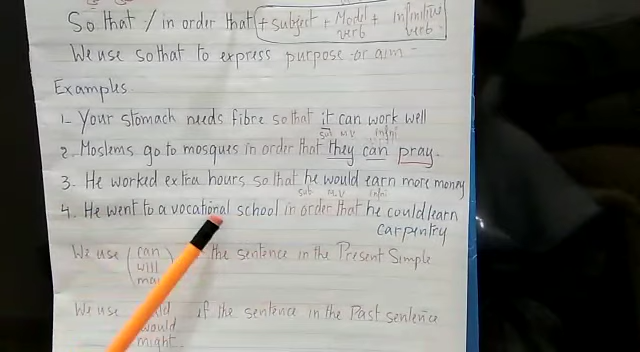 So that / in order that + subject + Model verb + Infinitive verb.
We use so that to express purpose or aim -
Examples
1- Your stomach needs fibre so that it can work well
sub M.V infini
2. Moslems go to mosques in order that they can pray.
3. He worked extra hours so that he would earn more money
sub M.V infi
4. He went to a vocational school in order that he could learn
carpentry
We use (can the sentence in the Present Simple
will
We use if the sentence in the Past sentence
would
might.